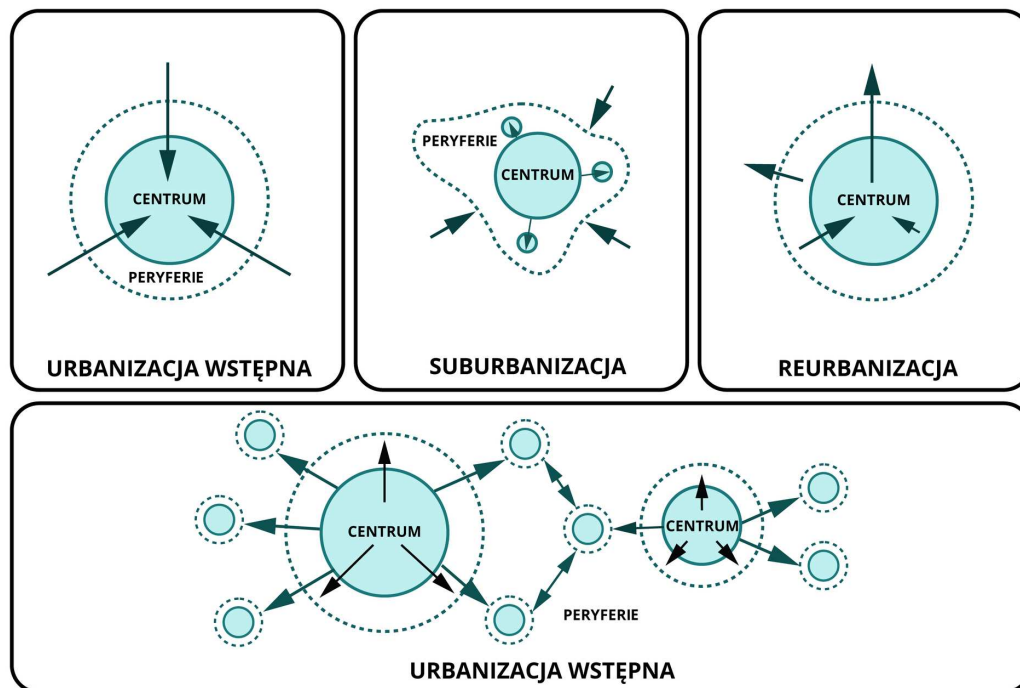 CENTRUM
PERYFERIE
URBANIZACJA WSTĘPNA
PERYFERIE
CENTRUM
SUBURBANIZACJA
CENTRUM
REURBANIZACJA
CENTRUM
CENTRUM
PERYFERIE
URBANIZACJA WSTĘPNA